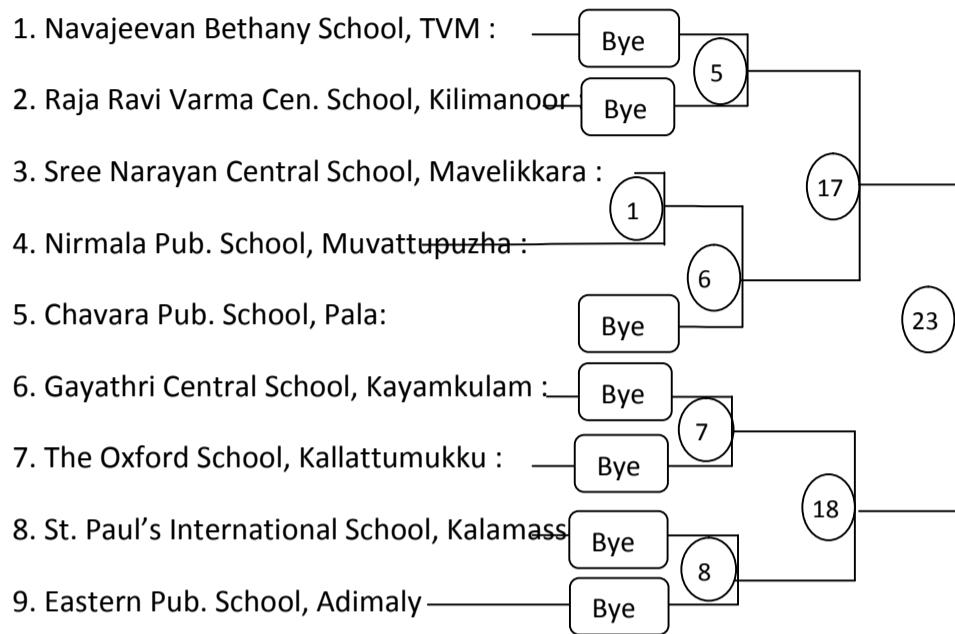 1. Navajeevan Bethany School, TVM : Bye
5
2. Raja Ravi Varma Cen. School, Kilimanoor : Bye
3. Sree Narayan Central School, Mavelikkara :
17
1
4. Nirmala Pub. School, Muvattupuzha :
6
5. Chavara Pub. School, Pala: Bye
23
6. Gayathri Central School, Kayamkulam : Bye
7
7. The Oxford School, Kallattumukku : Bye
18
8. St. Paul’s International School, Kalamass Bye
8
9. Eastern Pub. School, Adimaly Bye